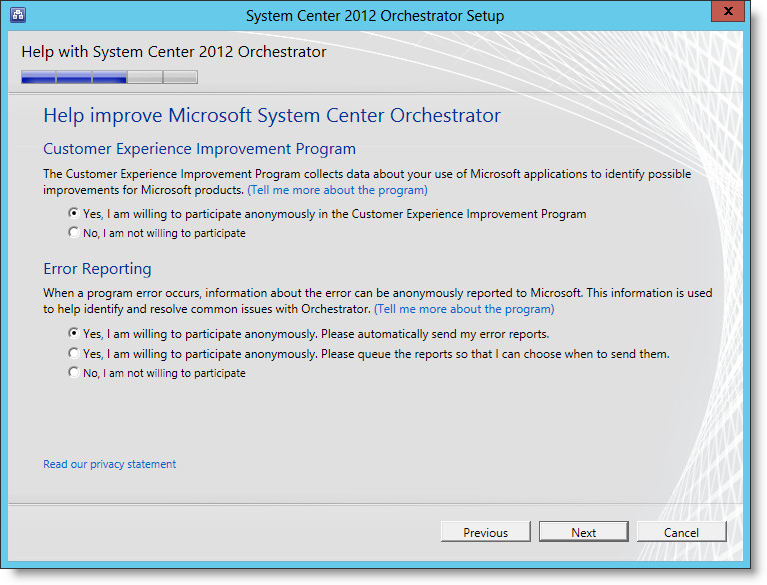 System Center 2012 Orchestrator Setup
x
Help with System Center 2012 Orchestrator
Help improve Microsoft System Center Orchestrator
Customer Experience Improvement Program
The Customer Experience Improvement Program collects data about your use of Microsoft applications to identify possible
improvements for Microsoft products. (Tell me more about the program)
Yes, I am willing to participate anonymously in the Customer Experience Improvement Program
No, I am not willing to participate
Error Reporting
When a program error occurs, information about the error can be anonymously reported to Microsoft. This information is used
to help identify and resolve common issues with Orchestrator. (Tell me more about the program)
Yes, I am willing to participate anonymously. Please automatically send my error reports.
Yes, I am willing to participate anonymously. Please queue the reports so that I can choose when to send them.
No, I am not willing to participate
Read our privacy statement
Previous Next Cancel